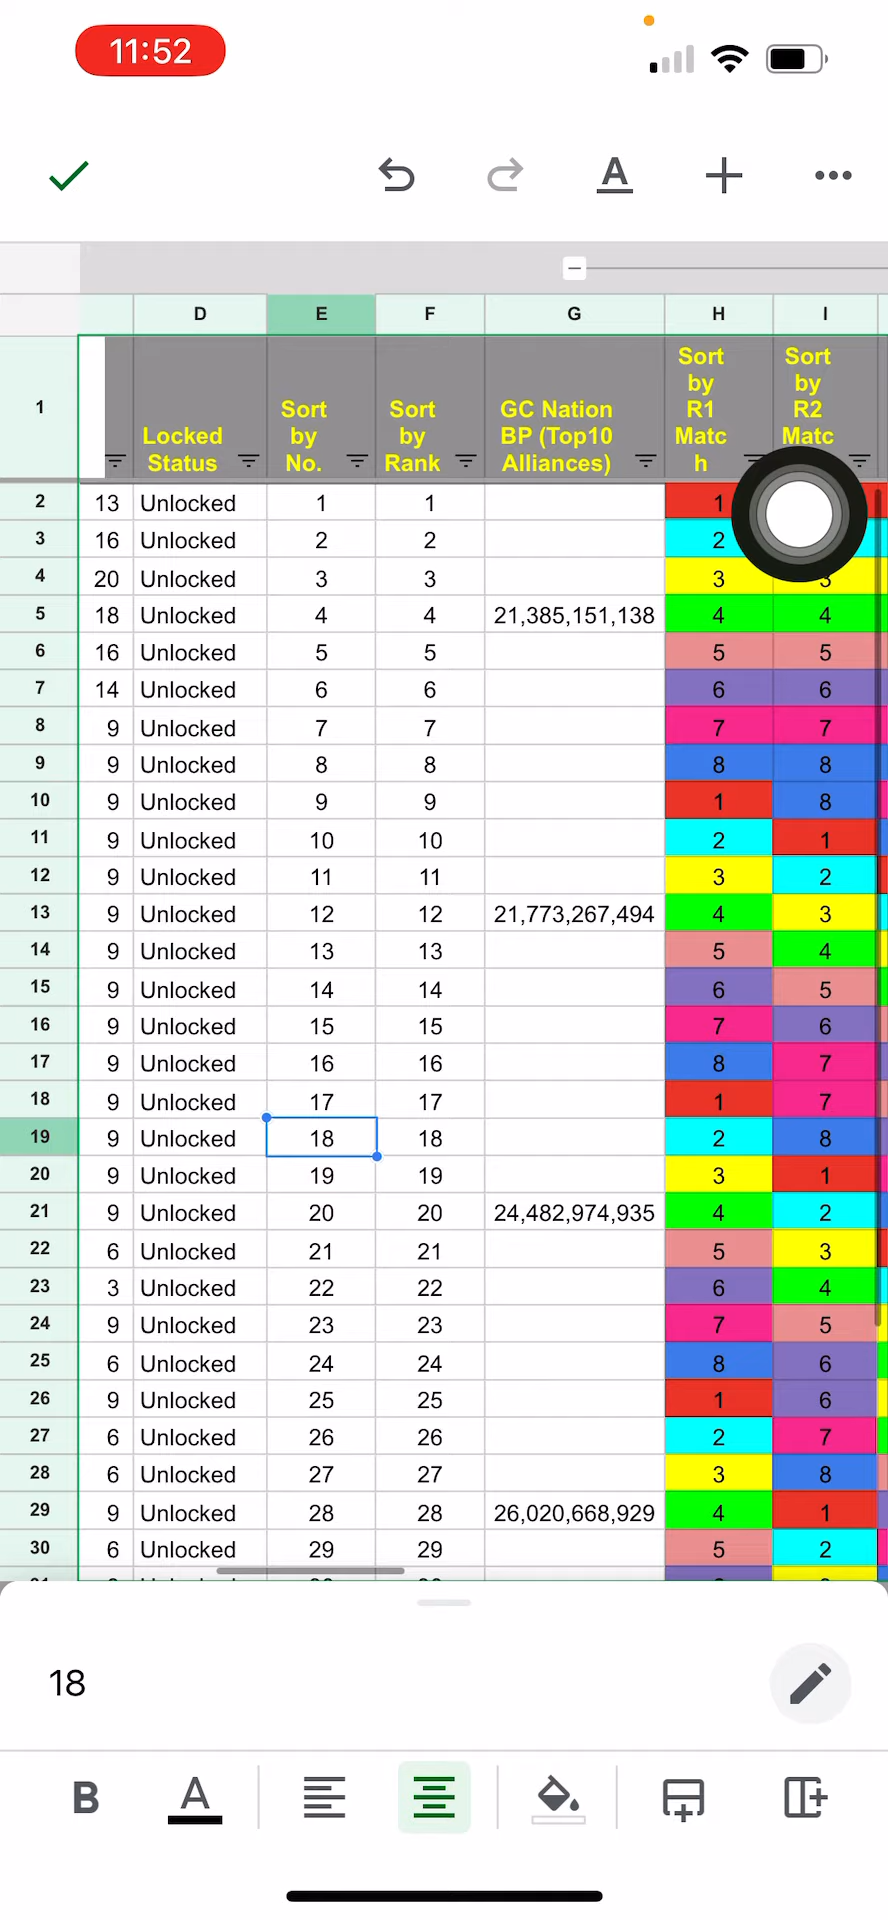 11:52
A
D E F G H I
1 Locked Status Sort by No. Sort by Rank GC Nation BP (Top10 Alliances) Sort by R1 Matc h Sort by R2 Matc
2 13 Unlocked 1 1 1
3 16 Unlocked 2 2 2
4 20 Unlocked 3 3 3 3
5 18 Unlocked 4 4 21,385,151,138 4 4
6 16 Unlocked 5 5 5 5
7 14 Unlocked 6 6 6 6
8 9 Unlocked 7 7 7 7
9 9 Unlocked 8 8 8 8
10 9 Unlocked 9 9 1 8
11 9 Unlocked 10 10 2 1
12 9 Unlocked 11 11 3 2
13 9 Unlocked 12 12 21,773,267,494 4 3
14 9 Unlocked 13 13 5 4
15 9 Unlocked 14 14 6 5
16 9 Unlocked 15 15 7 6
17 9 Unlocked 16 16 8 7
18 9 Unlocked 17 17 1 7
19 9 Unlocked 18 18 2 8
20 9 Unlocked 19 19 3 1
21 9 Unlocked 20 20 24,482,974,935 4 2
22 6 Unlocked 21 21 5 3
23 3 Unlocked 22 22 6 4
24 9 Unlocked 23 23 7 5
25 6 Unlocked 24 24 8 6
26 9 Unlocked 25 25 1 6
27 6 Unlocked 26 26 2 7
28 6 Unlocked 27 27 3 8
29 9 Unlocked 28 28 26,020,668,929 4 1
30 6 Unlocked 29 29 5 2
18
B A